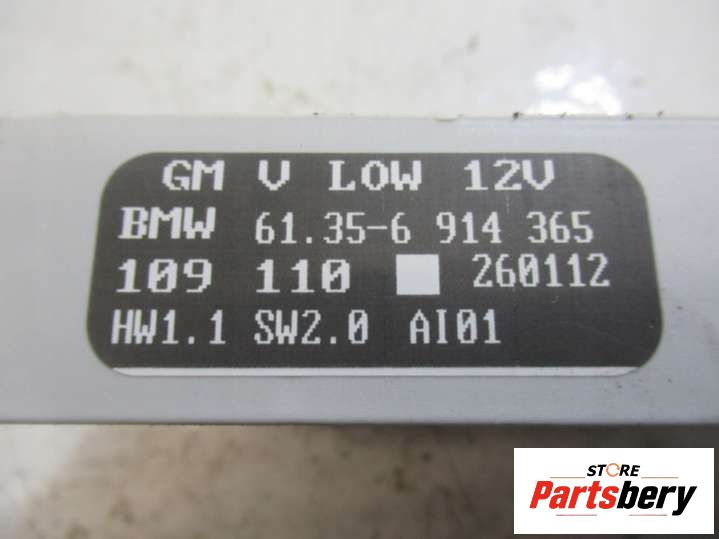 GM V LOW 12V
BMW 61.35-6 914 365
109 110 260112
HW1.1 SW2.0 AI01
STORE
Partsbery